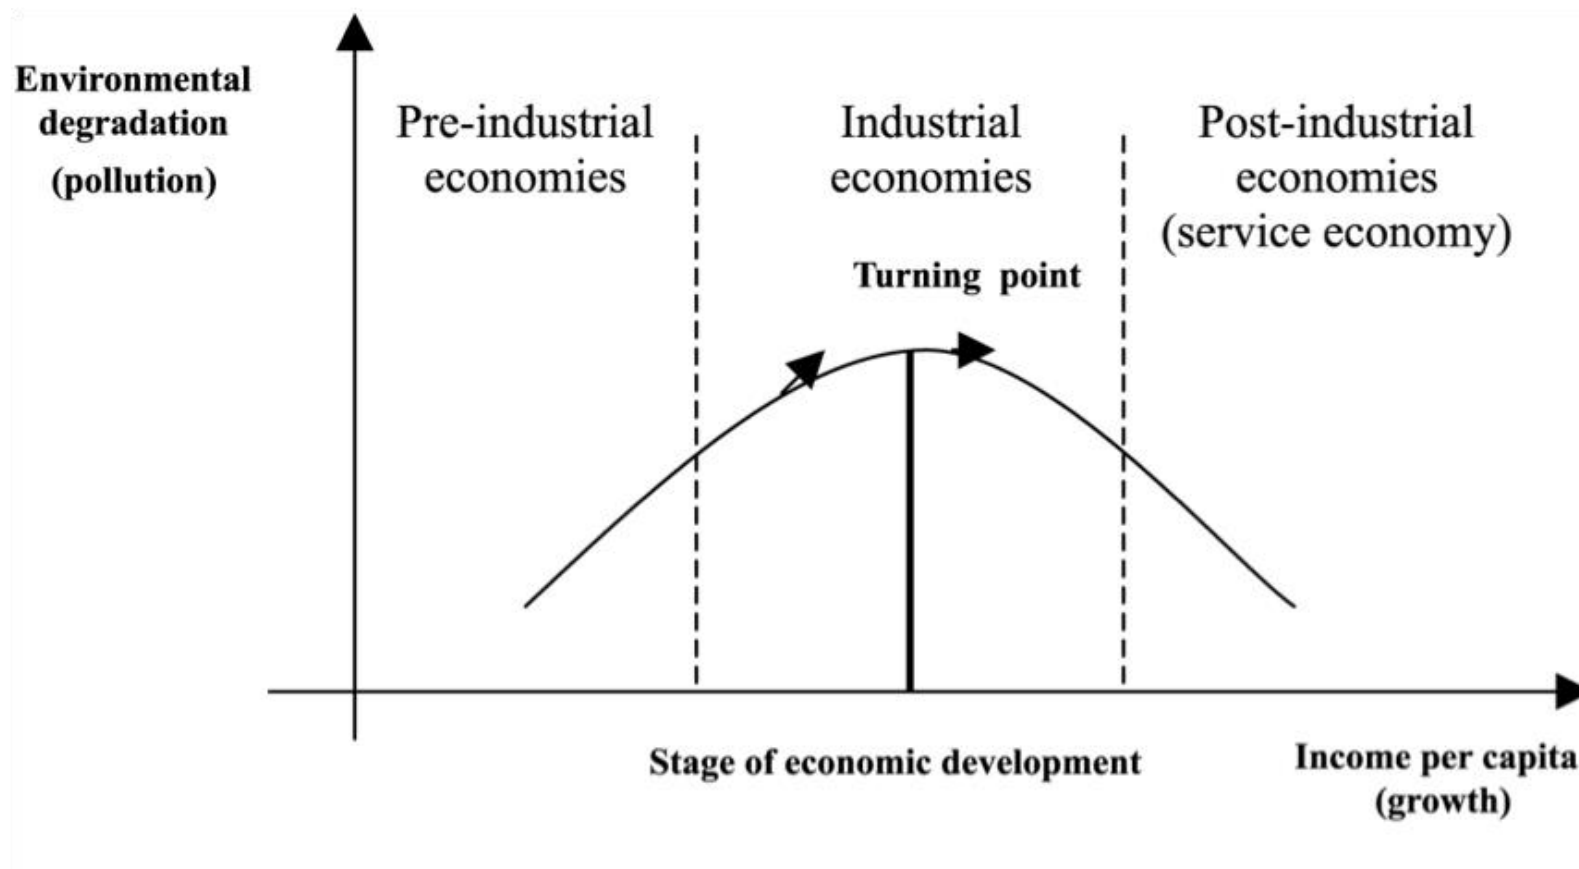 Environmental
degradation
(pollution)
Pre-industrial
economies
Industrial
economies
Post-industrial
economies
(service economy)
Turning point
Stage of economic development
Income per capita
(growth)